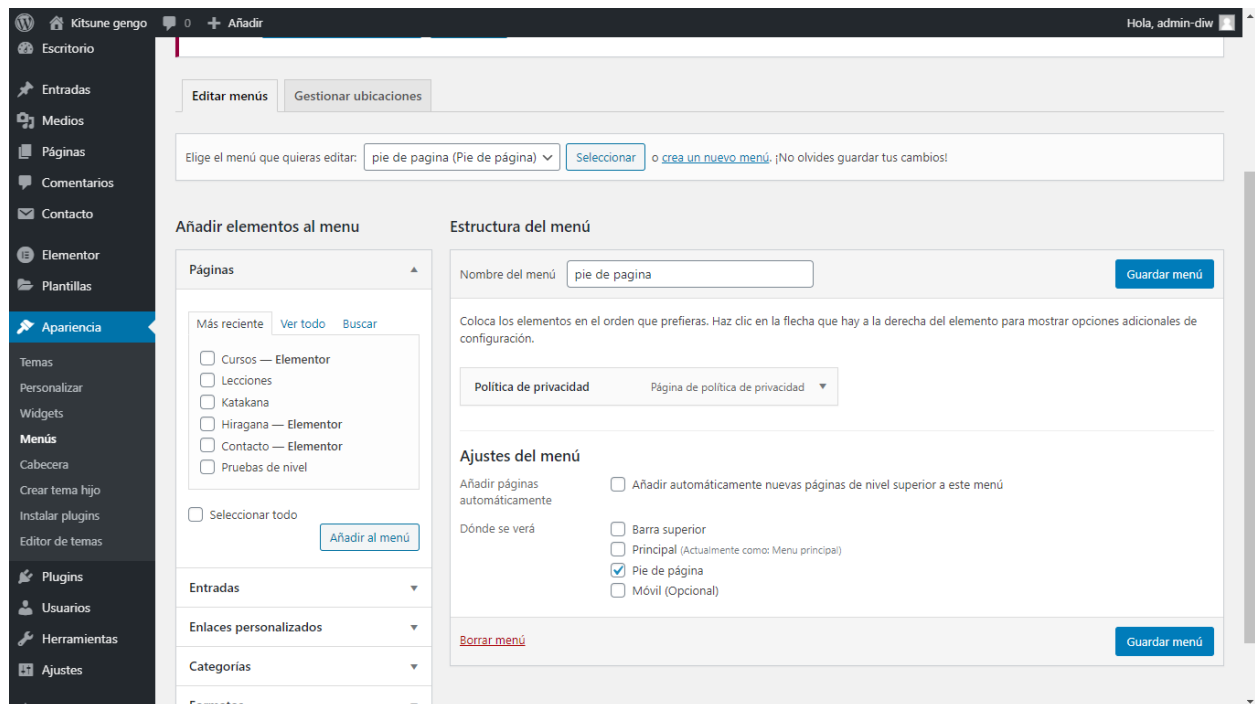 Kitsune gengo 0 Añadir Hola, admin-diw
Escritorio
Entradas
Medios
Páginas
Comentarios
Contacto
Elementor
Plantillas
Apariencia
Temas
Personalizar
Widgets
Menús
Cabecera
Crear tema hijo
Instalar plugins
Editor de temas
Plugins
Usuarios
Herramientas
Ajustes
Editar menús Gestionar ubicaciones
Elige el menú que quieras editar: pie de pagina (Pie de página) Seleccionar o crea un nuevo menú. ¡No olvides guardar tus cambios!
Añadir elementos al menu
Páginas
Más reciente Ver todo Buscar
Cursos — Elementor
Lecciones
Katakana
Hiragana — Elementor
Contacto — Elementor
Pruebas de nivel
Seleccionar todo
Añadir al menú
Entradas
Enlaces personalizados
Categorías
Estructura del menú
Nombre del menú pie de pagina Guardar menú
Coloca los elementos en el orden que prefieras. Haz clic en la flecha que hay a la derecha del elemento para mostrar opciones adicionales de
configuración.
Política de privacidad Página de política de privacidad
Ajustes del menú
Añadir páginas
automáticamente
Añadir automáticamente nuevas páginas de nivel superior a este menú
Dónde se verá
Barra superior
Principal (Actualmente como: Menu principal)
Pie de página
Móvil (Opcional)
Borrar menú Guardar menú